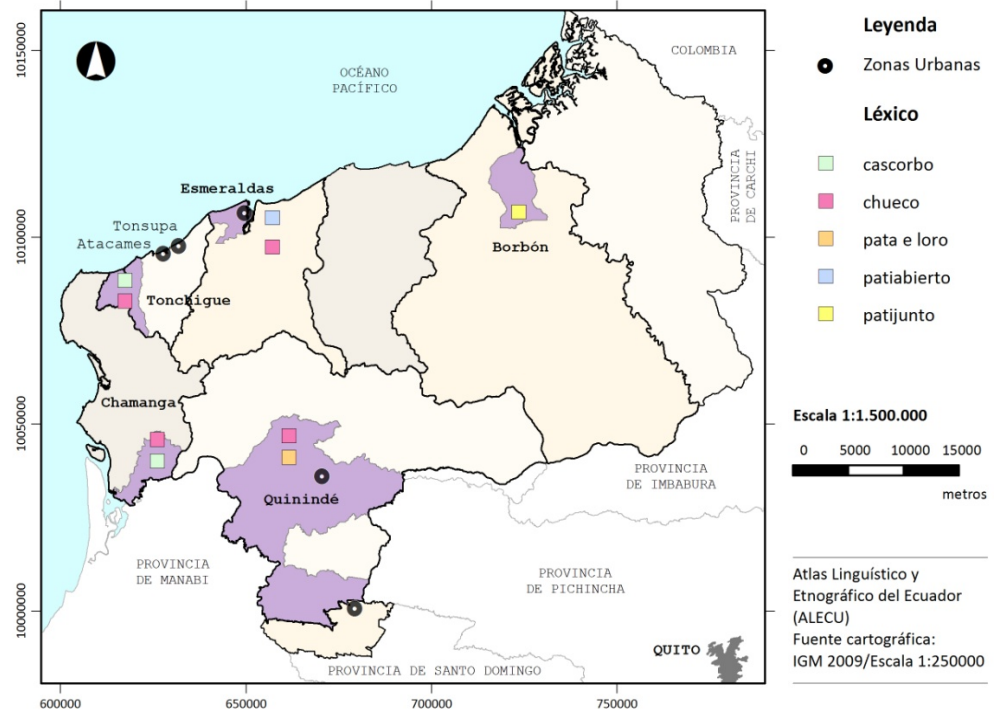 10150000
10100000
10050000
10000000
600000
650000
700000
750000
OCÉANO
PACÍFICO
COLOMBIA
PROVINCIA
DE CARCHI
Esmeraldas
Tonsupa
Atacames
Tonchigue
Borbón
Chamanga
Quinindé
PROVINCIA
DE IMBABURA
PROVINCIA
DE MANABI
PROVINCIA
DE PICHINCHA
QUITO
PROVINCIA DE SANTO DOMINGO
Leyenda
Zonas Urbanas
Léxico
cascorbo
chueco
pata e loro
patiabierto
patijunto
Escala 1:1.500.000
0 5000 10000 15000
metros
Atlas Linguístico y
Etnográfico del Ecuador
(ALECU)
Fuente cartográfica:
IGM 2009/Escala 1:250000